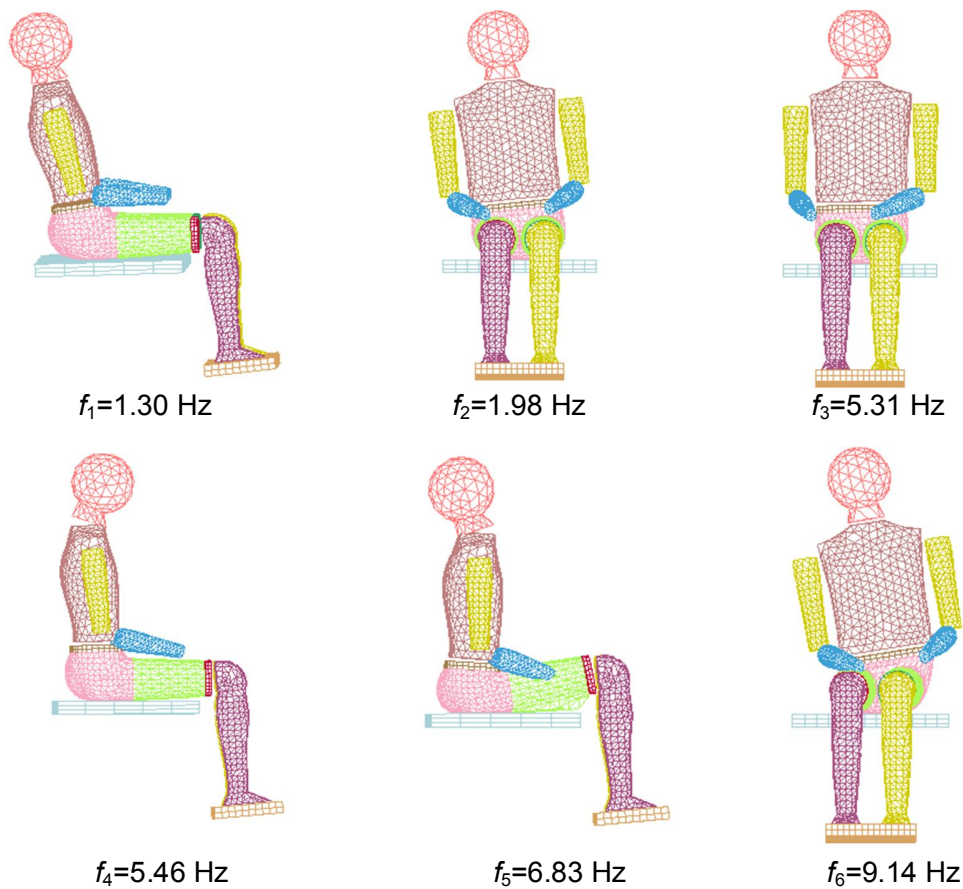 f₁=1.30 Hz
f₂=1.98 Hz
f₃=5.31 Hz
f₄=5.46 Hz
f₅=6.83 Hz
f₆=9.14 Hz